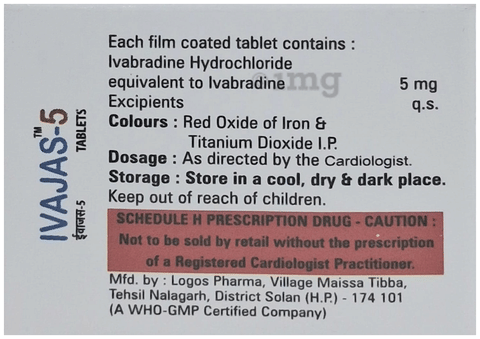 Each film coated tablet contains :
Ivabradine Hydrochloride
equivalent to Ivabradine 5 mg
Excipients q.s.
Colours : Red Oxide of Iron &
Titanium Dioxide I.P.
Dosage : As directed by the Cardiologist.
Storage : Store in a cool, dry & dark place.
Keep out of reach of children.
SCHEDULE H PRESCRIPTION DRUG - CAUTION :
Not to be sold by retail without the prescription
of a Registered Cardiologist Practitioner.
Mfd. by : Logos Pharma, Village Maissa Tibba,
Tehsil Nalagarh, District Solan (H.P.) - 174 101
(A WHO-GMP Certified Company)
IVAJAS™-5
TABLETS
ईवाजस-5